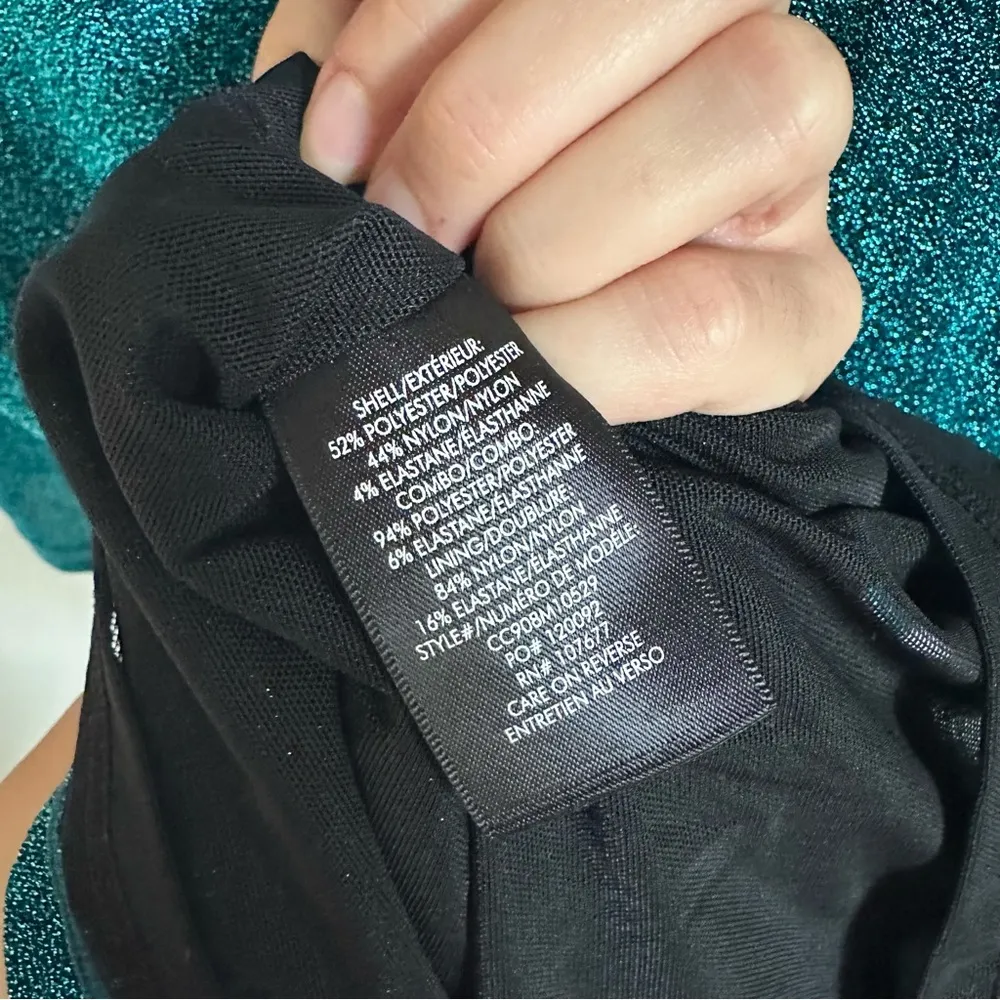 SHELL/EXTÉRIEUR:
52% POLYESTER/POLYESTER
44% NYLON/NYLON
4% ELASTANE/ÉLASTHANNE
COMBO/COMBO
94% POLYESTER/POLYESTER
6% ELASTANE/ÉLASTHANNE
LINING/DOUBLURE
84% NYLON/NYLON
16% ELASTANE/ÉLASTHANNE
STYLE#/NUMÉRO DE MODÈLE
CC90BM10529
PO# 120092
RN# 107677
CARE ON REVERSE
ENTRETIEN AU VERSO